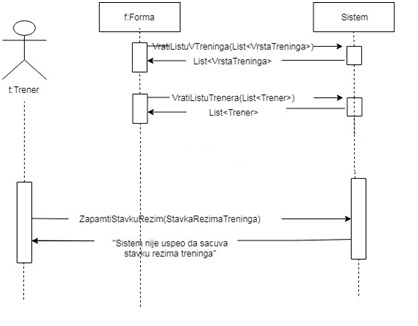 f:Forma
Sistem
t:Trener
VratiListuVTreninga(List<VrstaTreninga>)
List<VrstaTreninga>
VratiListuTrenera(List<Trener>)
List<Trener>
ZapamtiStavkuRezim(StavkaRezimaTreninga)
"Sistem nije uspeo da sacuva
stavku rezima treninga"